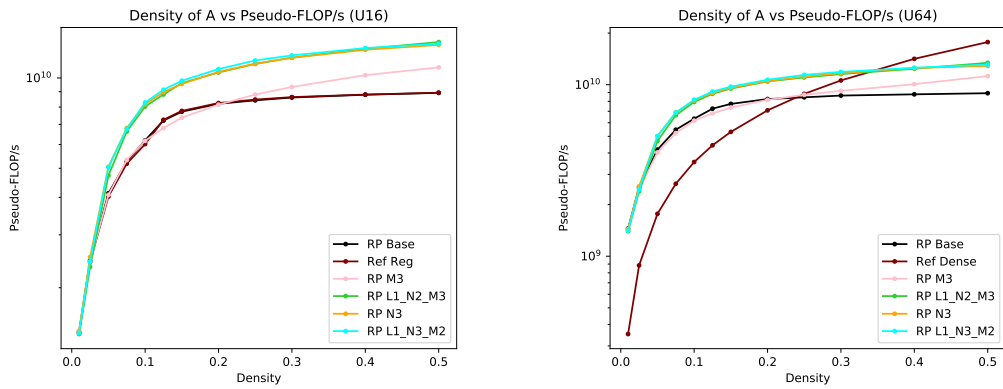 Density of A vs Pseudo-FLOP/s (U16)
10^10
Pseudo-FLOP/s
RP Base
Ref Reg
RP M3
RP L1_N2_M3
RP N3
RP L1_N3_M2
0.0 0.1 0.2 0.3 0.4 0.5
Density
Density of A vs Pseudo-FLOP/s (U64)
10^10
10^9
Pseudo-FLOP/s
RP Base
Ref Dense
RP M3
RP L1_N2_M3
RP N3
RP L1_N3_M2
0.0 0.1 0.2 0.3 0.4 0.5
Density